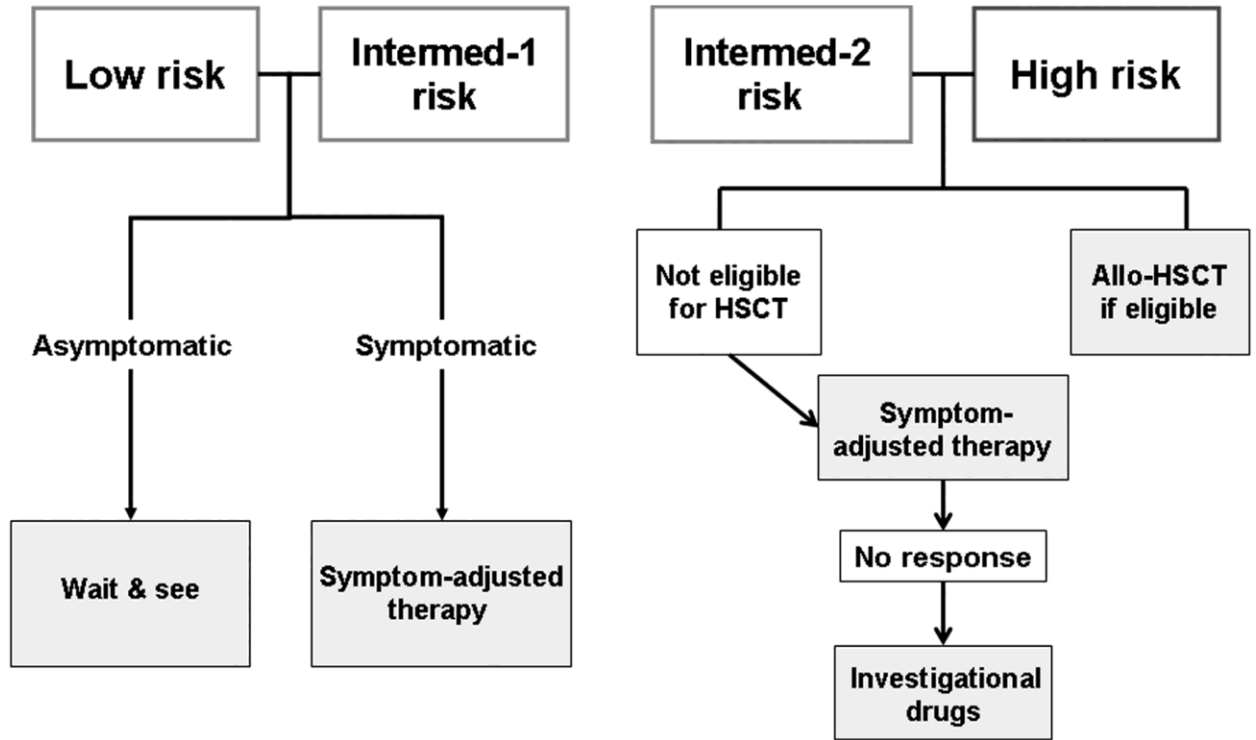 Low risk
Intermed-1
risk
Intermed-2
risk
High risk
Not eligible
for HSCT
Allo-HSCT
if eligible
Asymptomatic
Symptomatic
Symptom-
adjusted therapy
No response
Wait & see
Symptom-adjusted
therapy
Investigational
drugs